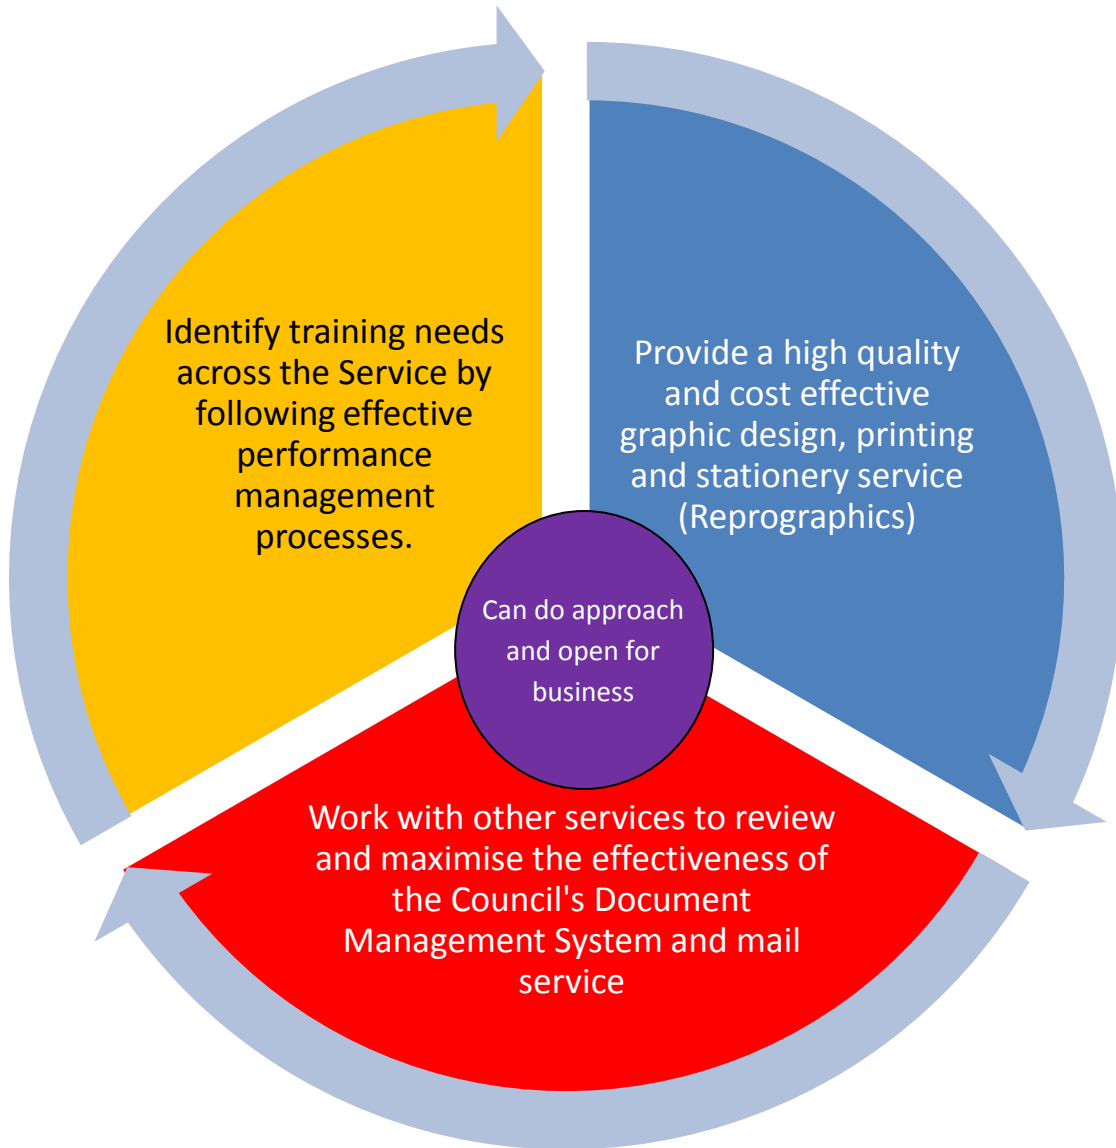 Identify training needs
across the Service by
following effective
performance
management
processes.
Provide a high quality
and cost effective
graphic design, printing
and stationery service
(Reprographics)
Can do approach
and open for
business
Work with other services to review
and maximise the effectiveness of
the Council's Document
Management System and mail
service